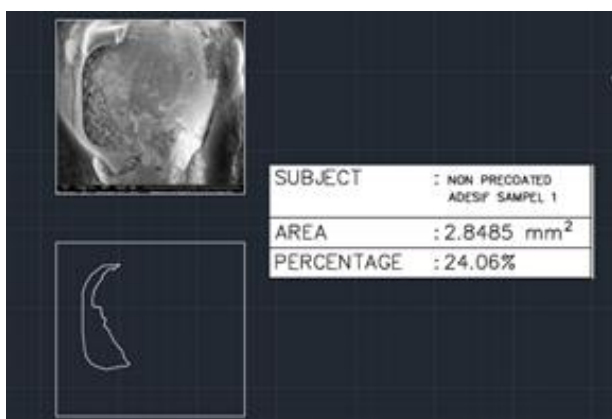 SUBJECT : NON PRECOATED
ADESIF SAMPEL 1
AREA : 2.8485 mm²
PERCENTAGE : 24.06%